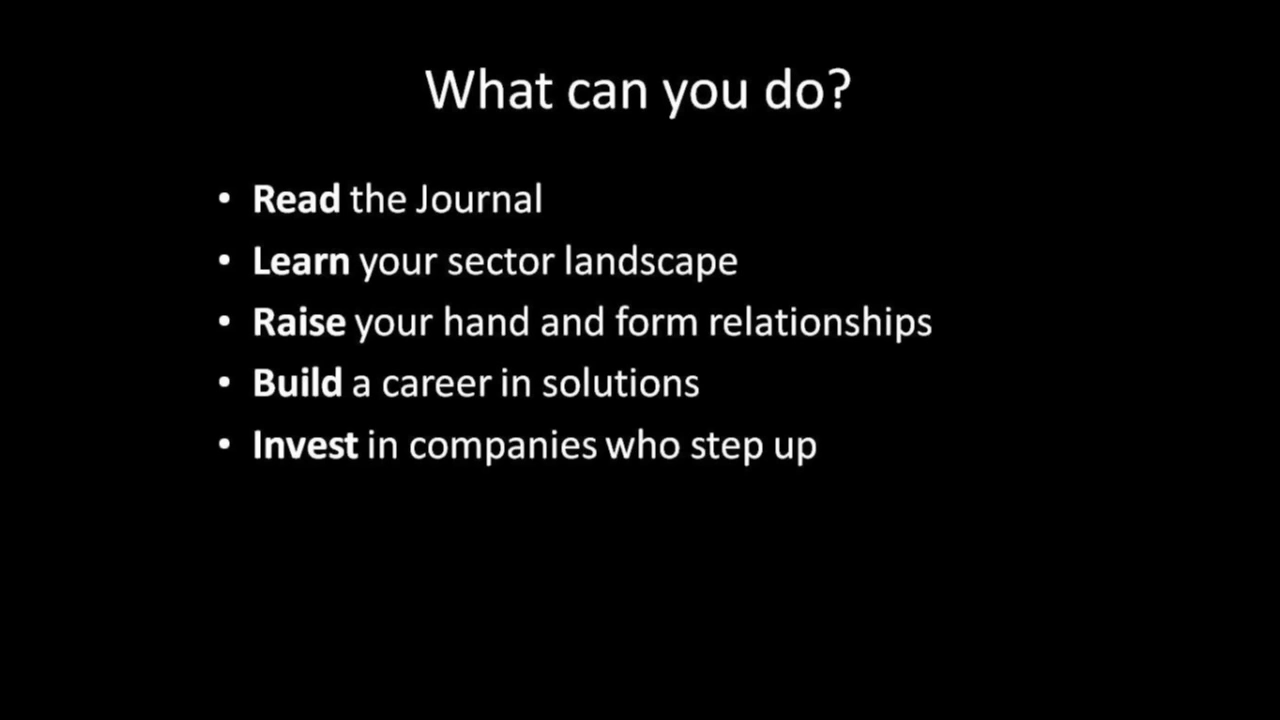 What can you do?
• Read the Journal
• Learn your sector landscape
• Raise your hand and form relationships
• Build a career in solutions
• Invest in companies who step up